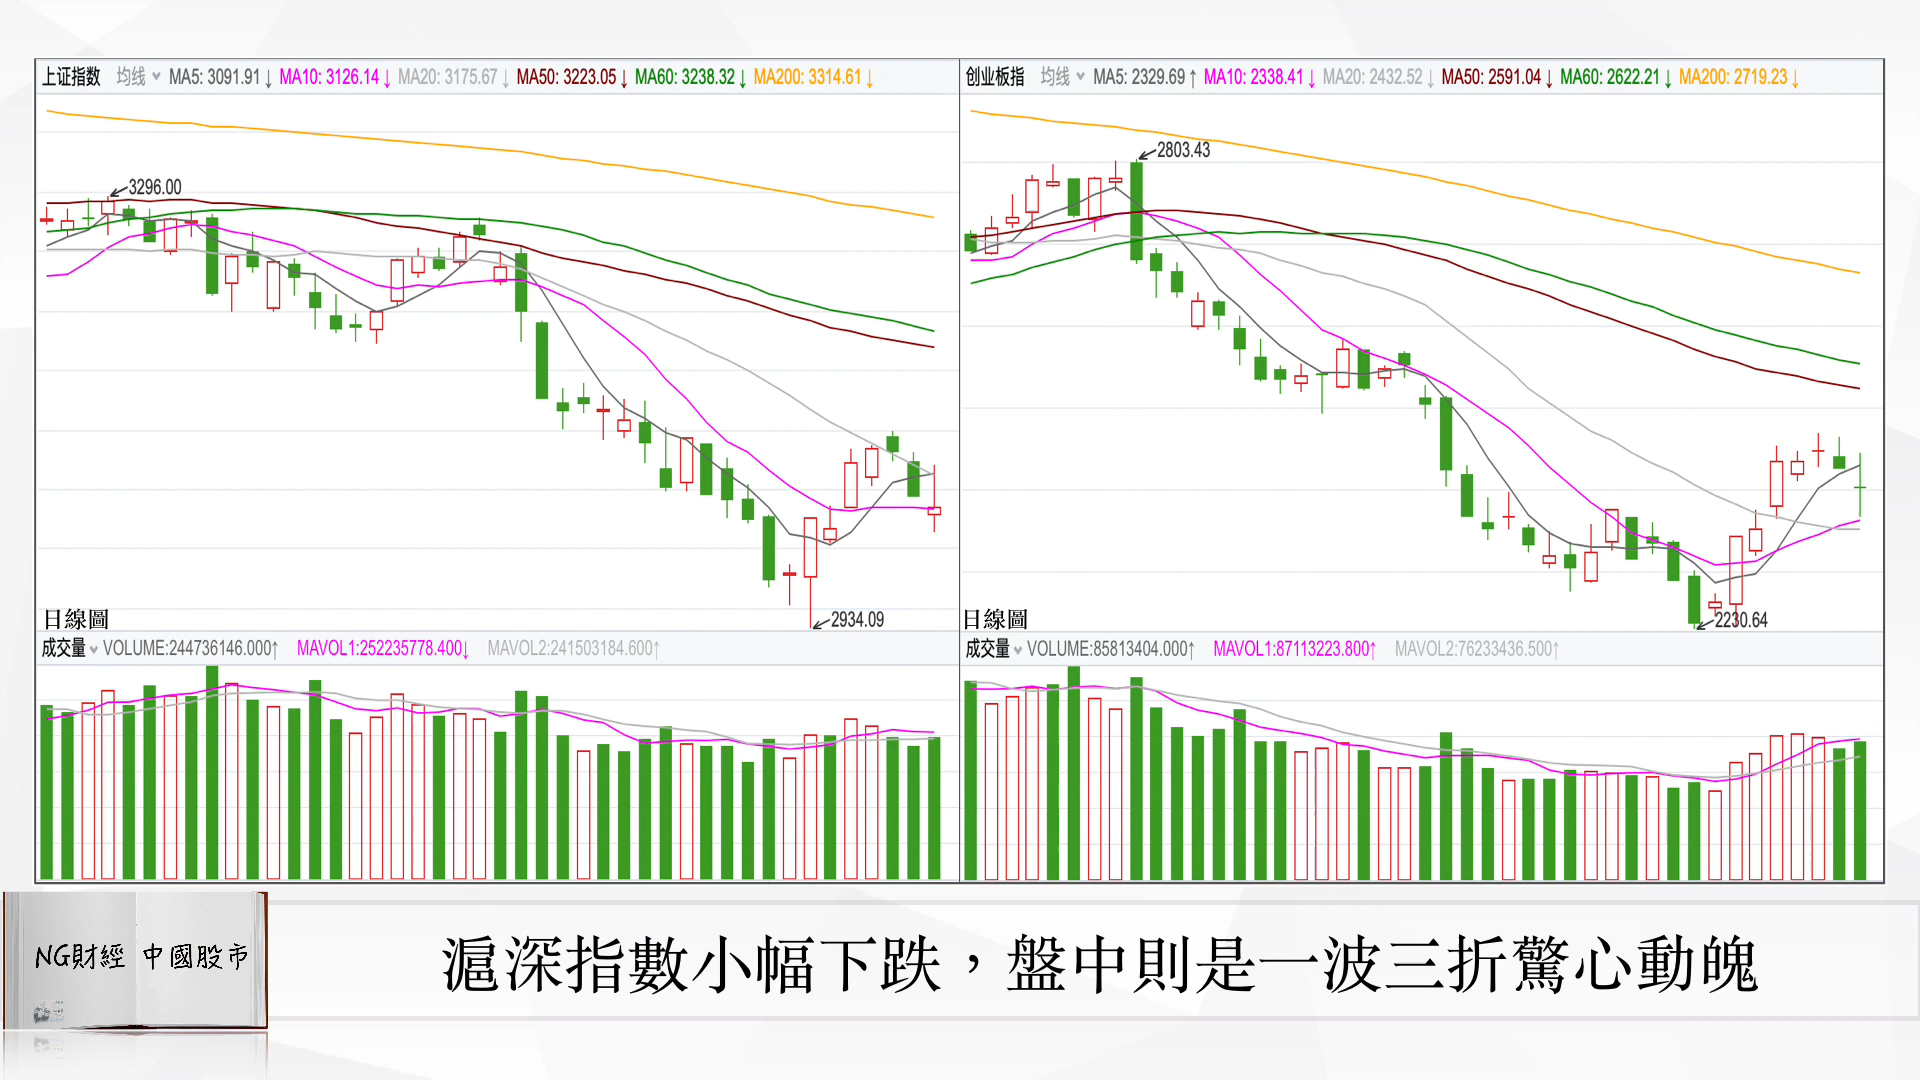 上证指数 均线 MA5: 3091.91↓ MA10: 3126.14↓ MA20: 3175.67↓ MA50: 3223.05↓ MA60: 3238.32↓ MA200: 3314.61↓
创业板指 均线 MA5: 2329.69↑ MA10: 2338.41↓ MA20: 2432.52↓ MA50: 2591.04↓ MA60: 2622.21↓ MA200: 2719.23↓
2803.43
3296.00
日線圖
2934.09
日線圖
2230.64
成交量 VOLUME:244736146.000↑ MAVOL1:252235778.400↓ MAVOL2:241503184.600↑
成交量 VOLUME:85813404.000↑ MAVOL1:87113223.800↑ MAVOL2:76233436.500↑
NG財經 中國股市
滬深指數小幅下跌，盤中則是一波三折驚心動魄